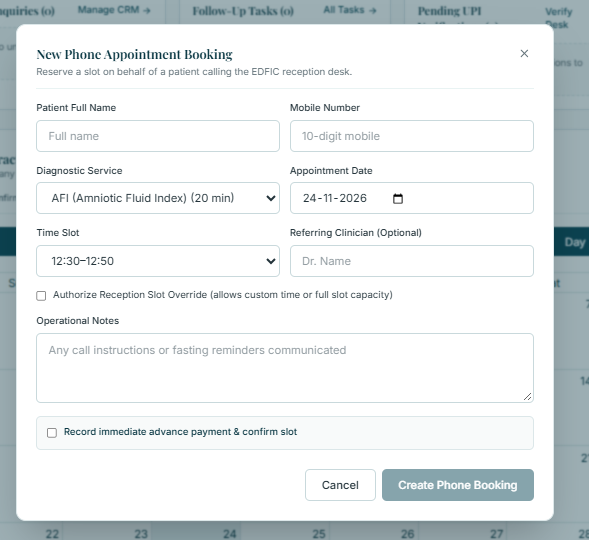 nquiries (0) Manage CRM → Follow-Up Tasks (0) All Tasks → Pending UPI Verify
Desk
New Phone Appointment Booking ×
Reserve a slot on behalf of a patient calling the EDFIC reception desk.
Patient Full Name Mobile Number
Full name 10-digit mobile
Diagnostic Service Appointment Date
AFI (Amniotic Fluid Index) (20 min) 24-11-2026
Time Slot Referring Clinician (Optional)
12:30–12:50 Dr. Name
Day
Authorize Reception Slot Override (allows custom time or full slot capacity)
Operational Notes
Any call instructions or fasting reminders communicated
Record immediate advance payment & confirm slot
Cancel Create Phone Booking
22 23 24 25 26 27 28